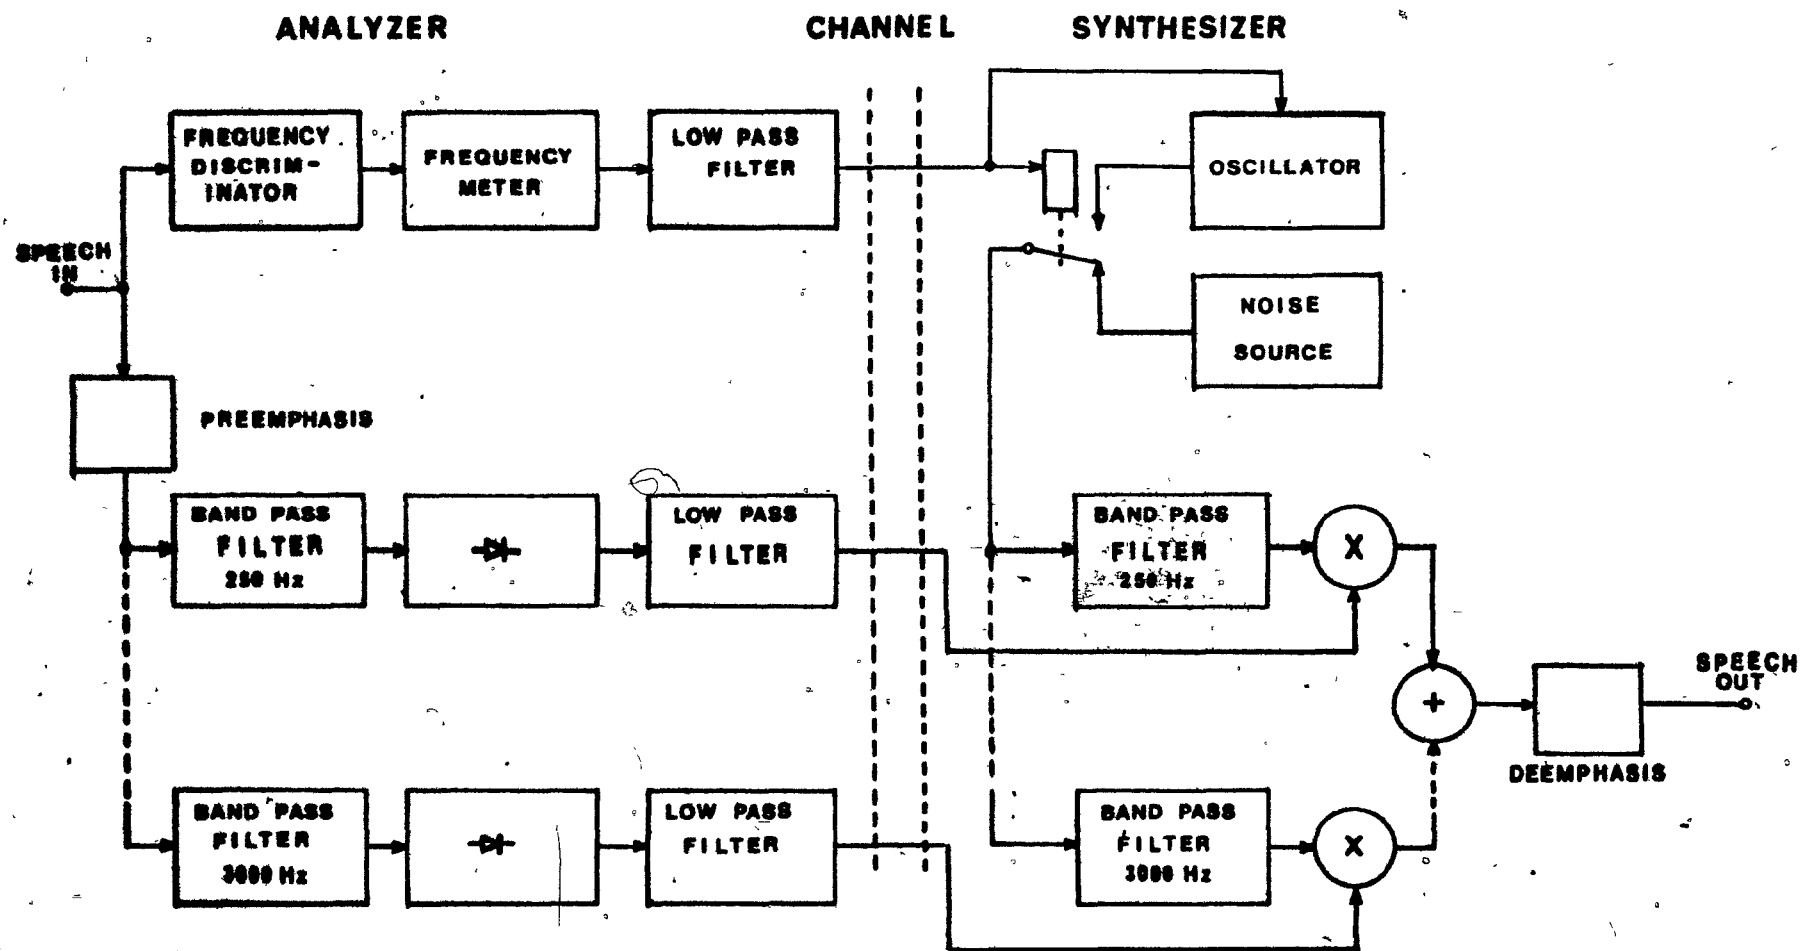 ANALYZER
CHANNEL
SYNTHESIZER
FREQUENCY
DISCRIM-
INATOR
FREQUENCY
METER
LOW PASS
FILTER
OSCILLATOR
SPEECH
IN
NOISE
SOURCE
PREEMPHASIS
BAND PASS
FILTER
250 Hz
LOW PASS
FILTER
BAND PASS
FILTER
250 Hz
X
SPEECH
OUT
+
DEEMPHASIS
BAND PASS
FILTER
3000 Hz
LOW PASS
FILTER
BAND PASS
FILTER
3000 Hz
X